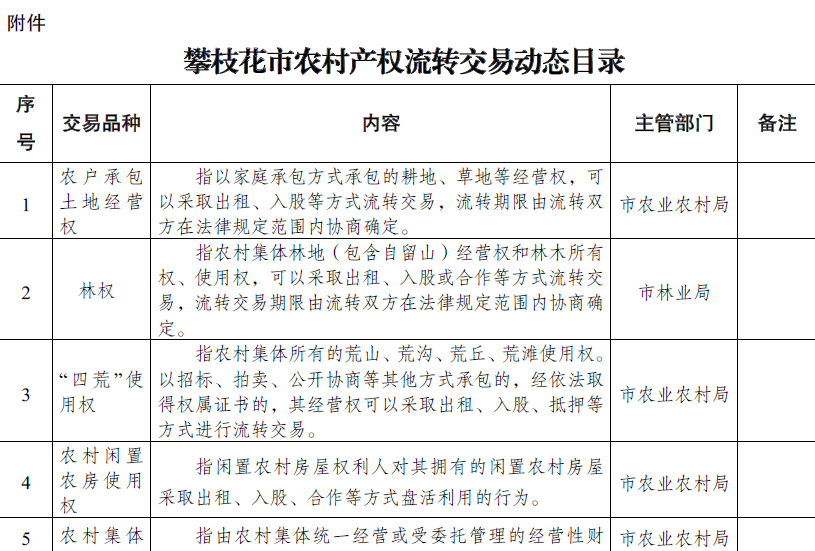 附件
攀枝花市农村产权流转交易动态目录
序号
交易品种
内容
主管部门
备注
1
农户承包
土地经营
权
指以家庭承包方式承包的耕地、草地等经营权，可
以采取出租、入股等方式流转交易，流转期限由流转双
方在法律规定范围内协商确定。
市农业农村局
2
林权
指农村集体林地（包含自留山）经营权和林木所有
权、使用权，可以采取出租、入股或合作等方式流转交
易，流转交易期限由流转双方在法律规定范围内协商确
定。
市林业局
3
“四荒”使
用权
指农村集体所有的荒山、荒沟、荒丘、荒滩使用权。
以招标、拍卖、公开协商等其他方式承包的，经依法取
得权属证书的，其经营权可以采取出租、入股、抵押等
方式进行流转交易。
市农业农村局
4
农村闲置
农房使用
权
指闲置农村房屋权利人对其拥有的闲置农村房屋
采取出租、入股、合作等方式盘活利用的行为。
市农业农村局
5
农村集体
指由农村集体统一经营或受委托管理的经营性财
市农业农村局